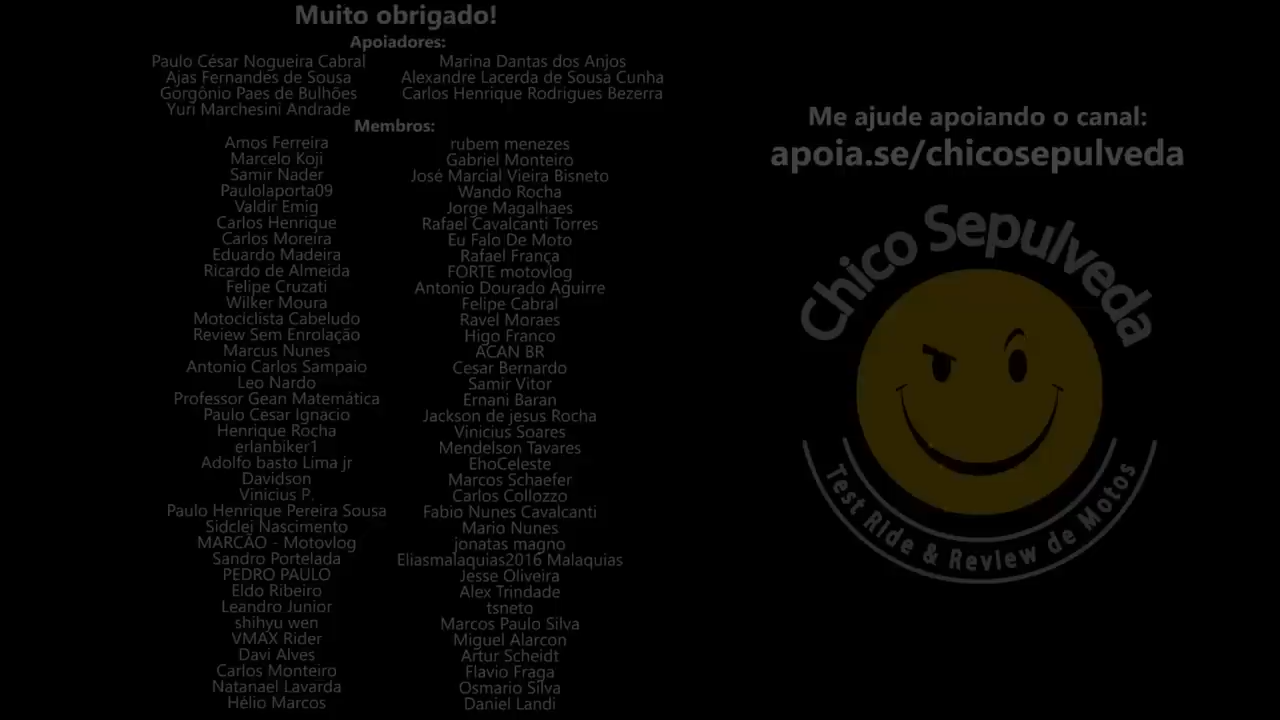 Muito obrigado!
Apoiadores:
Paulo César Nogueira Cabral
Ajas Fernandes de Sousa
Gorgônio Paes de Bulhões
Yuri Marchesini Andrade
Marina Dantas dos Anjos
Alexandre Lacerda de Sousa Cunha
Carlos Henrique Rodrigues Bezerra
Membros:
Amos Ferreira
Marcelo Koji
Samir Nader
Paulolaporta09
Valdir Emig
Carlos Henrique
Carlos Moreira
Eduardo Madeira
Ricardo de Almeida
Felipe Cruzati
Wilker Moura
Motociclista Cabeludo
Review Sem Enrolação
Marcus Nunes
Antonio Carlos Sampaio
Leo Nardo
Professor Gean Matemática
Paulo Cesar Ignacio
Henrique Rocha
erlanbiker1
Adolfo basto Lima jr
Davidson
Vinicius P.
Paulo Henrique Pereira Sousa
Sidclei Nascimento
MARCÃO - Motovlog
Sandro Portelada
PEDRO PAULO
Eldo Ribeiro
Leandro Junior
shihyu wen
VMAX Rider
Davi Alves
Carlos Monteiro
Natanael Lavarda
Hélio Marcos
rubem menezes
Gabriel Monteiro
José Marcial Vieira Bisneto
Wando Rocha
Jorge Magalhaes
Rafael Cavalcanti Torres
Eu Falo De Moto
Rafael França
FORTE motovlog
Antonio Dourado Aguirre
Felipe Cabral
Ravel Moraes
Higo Franco
ACAN BR
Cesar Bernardo
Samir Vitor
Ernani Baran
Jackson de jesus Rocha
Vinicius Soares
Mendelson Tavares
EhoCeleste
Marcos Schaefer
Carlos Collozzo
Fabio Nunes Cavalcanti
Mario Nunes
jonatas magno
Eliasmalaquias2016 Malaquias
Jesse Oliveira
Alex Trindade
tsneto
Marcos Paulo Silva
Miguel Alarcon
Artur Scheidt
Flavio Fraga
Osmario Silva
Daniel Landi
Me ajude apoiando o canal:
apoia.se/chicosepulveda
Chico Sepulveda
Test Ride & Review de Motos